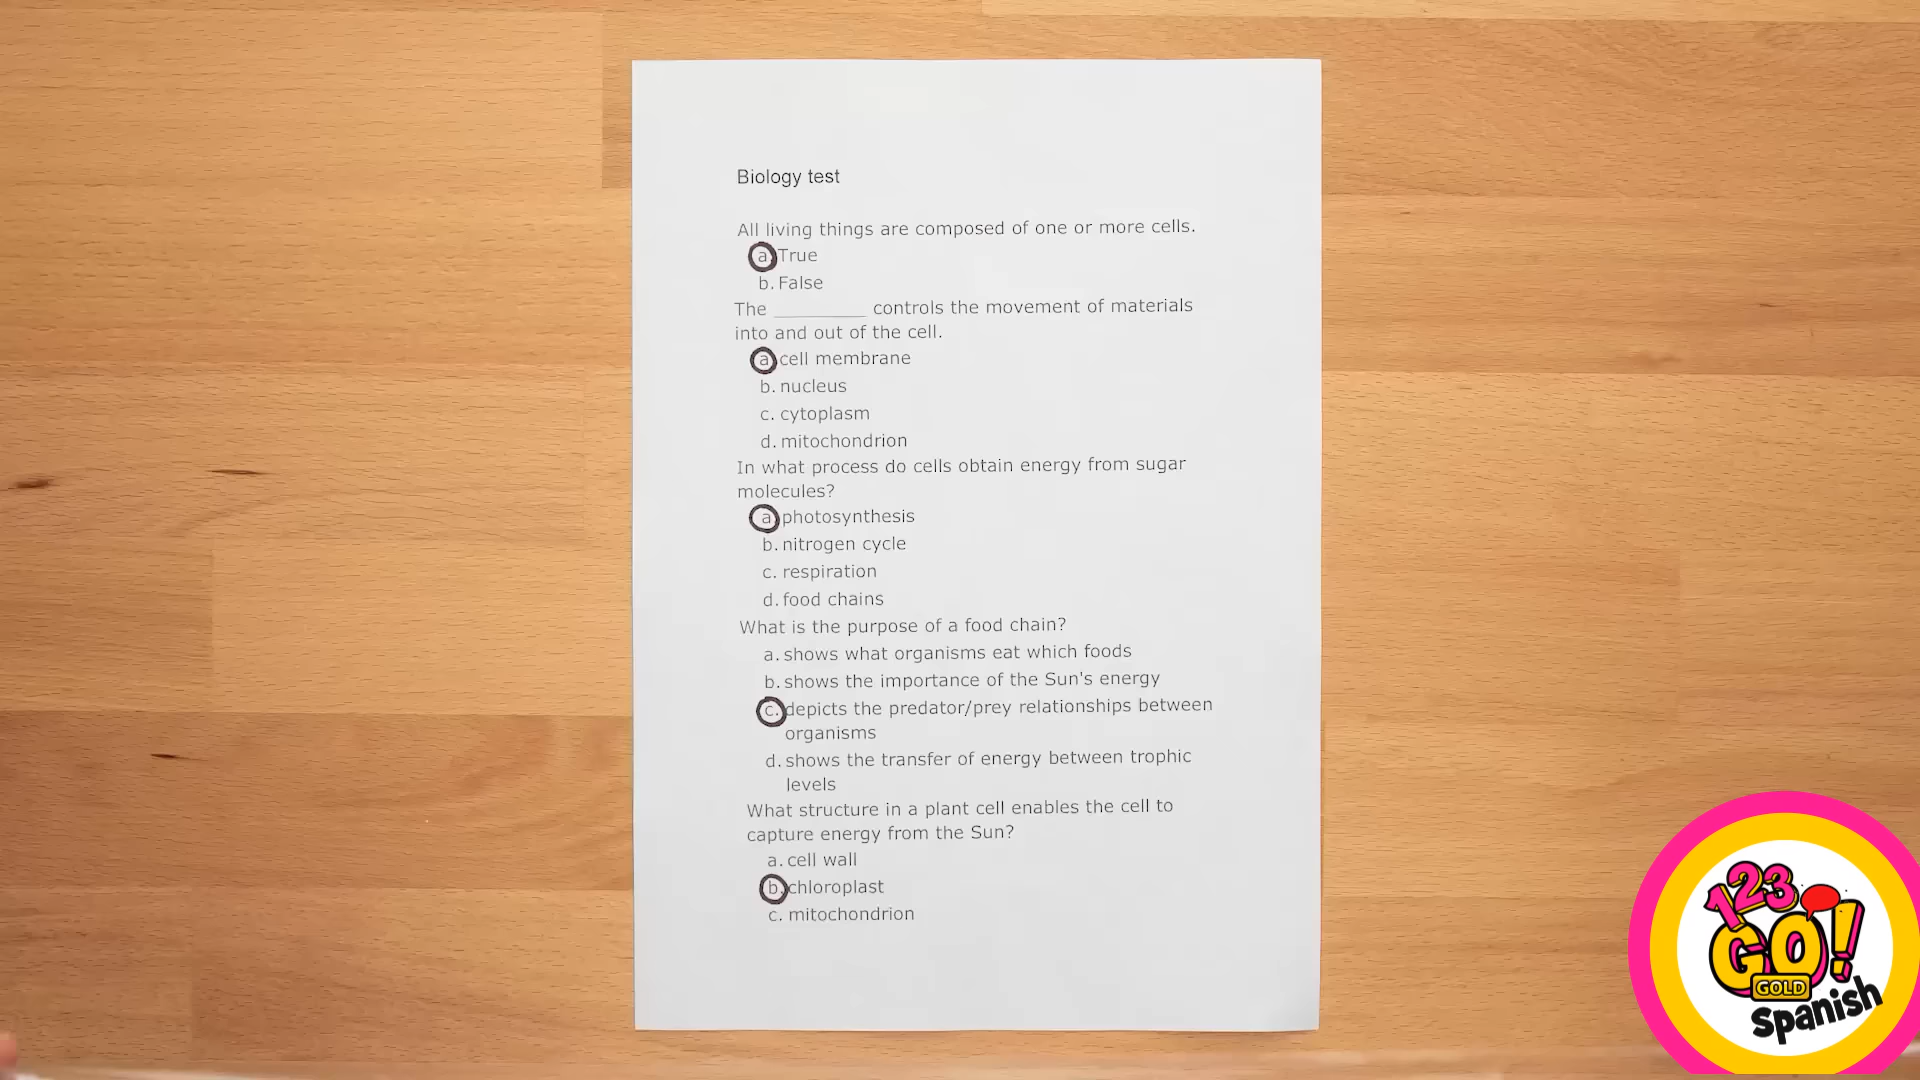 Biology test
All living things are composed of one or more cells.
a. True
b. False
The __________ controls the movement of materials
into and out of the cell.
a. cell membrane
b. nucleus
c. cytoplasm
d. mitochondrion
In what process do cells obtain energy from sugar
molecules?
a. photosynthesis
b. nitrogen cycle
c. respiration
d. food chains
What is the purpose of a food chain?
a. shows what organisms eat which foods
b. shows the importance of the Sun's energy
c. depicts the predator/prey relationships between
organisms
d. shows the transfer of energy between trophic
levels
What structure in a plant cell enables the cell to
capture energy from the Sun?
a. cell wall
b. chloroplast
c. mitochondrion
123
GO!
GOLD
Spanish